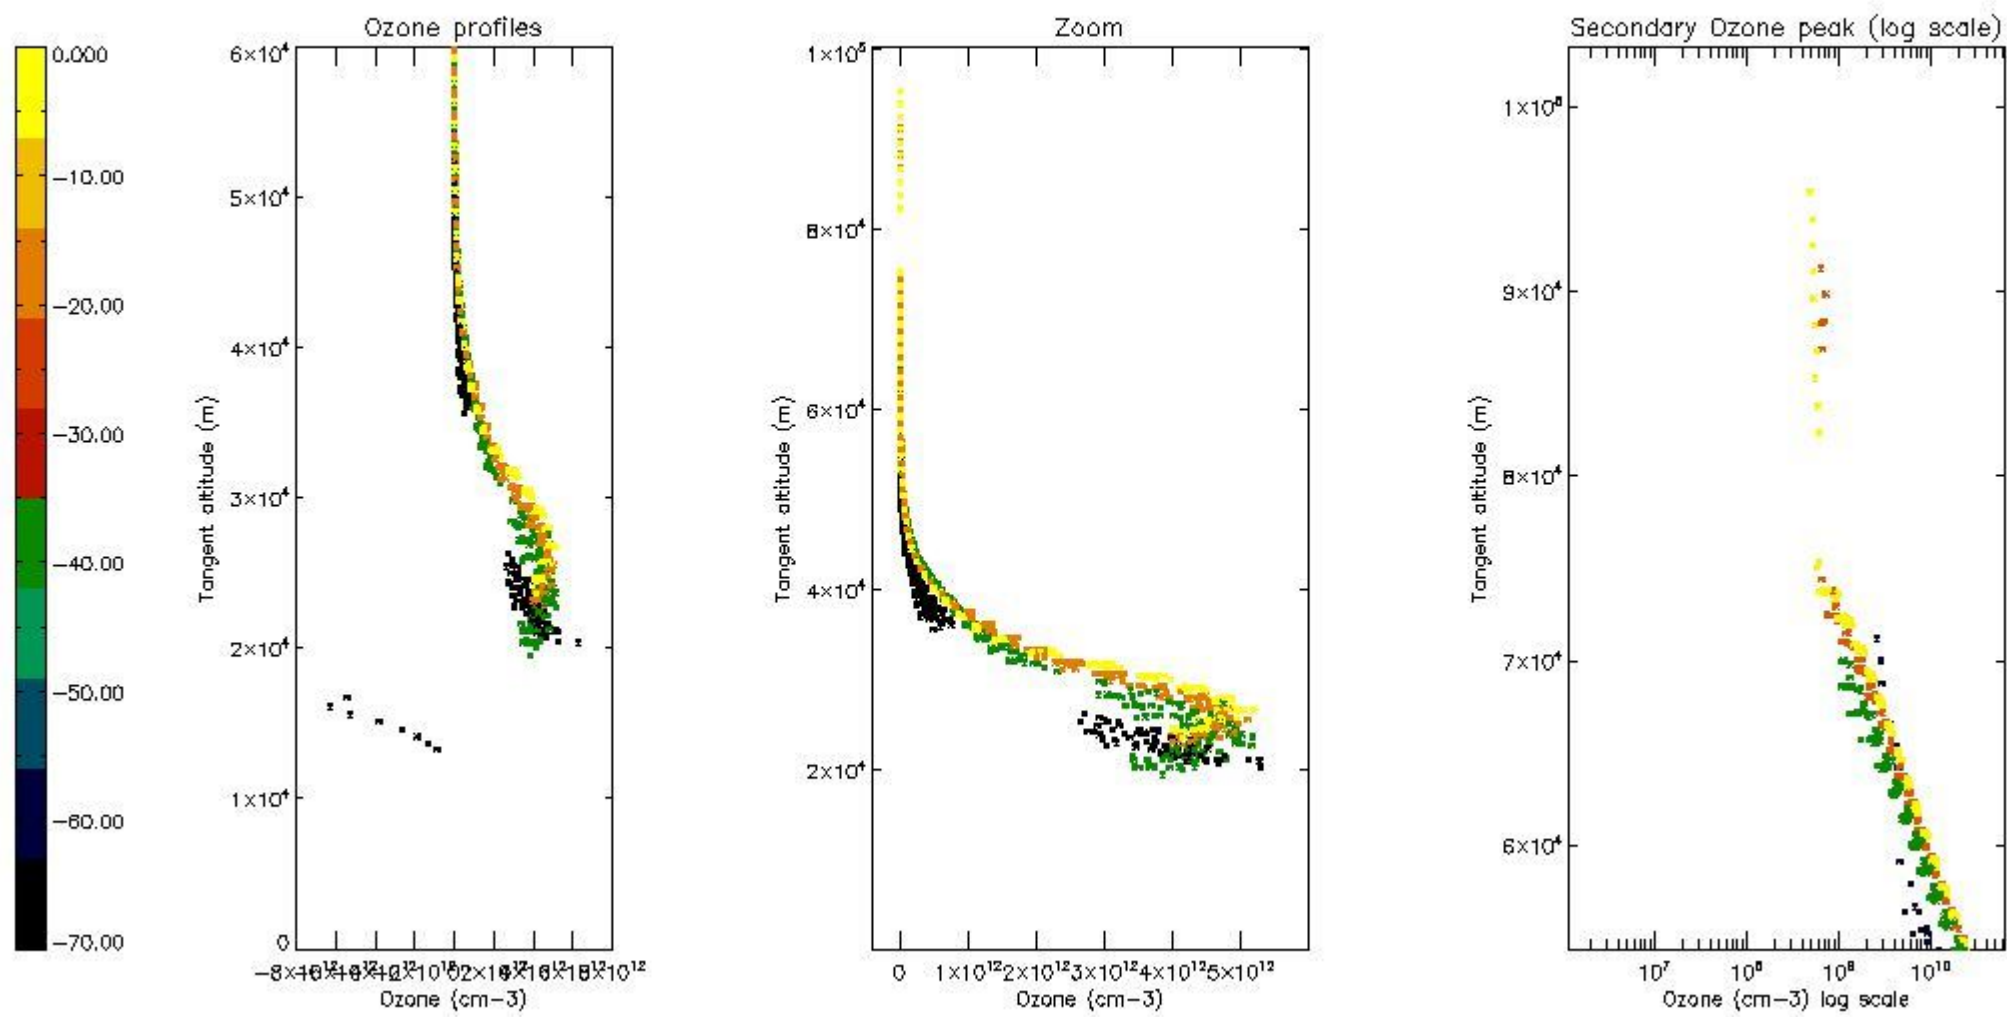 Ozone profiles
Zoom
Secondary Ozone peak (log scale)
0.000
-10.00
-20.00
-30.00
-40.00
-50.00
-60.00
-70.00
6×10⁴
5×10⁴
4×10⁴
3×10⁴
2×10⁴
1×10⁴
0
Tangent altitude (m)
Ozone (cm-3)
1×10⁵
8×10⁴
6×10⁴
4×10⁴
2×10⁴
Tangent altitude (m)
0 1×10¹² 2×10¹² 3×10¹² 4×10¹² 5×10¹²
Ozone (cm-3)
9×10⁴
8×10⁴
7×10⁴
6×10⁴
Tangent altitude (m)
10⁷ 10⁸ 10⁹ 10¹⁰
Ozone (cm-3) log scale